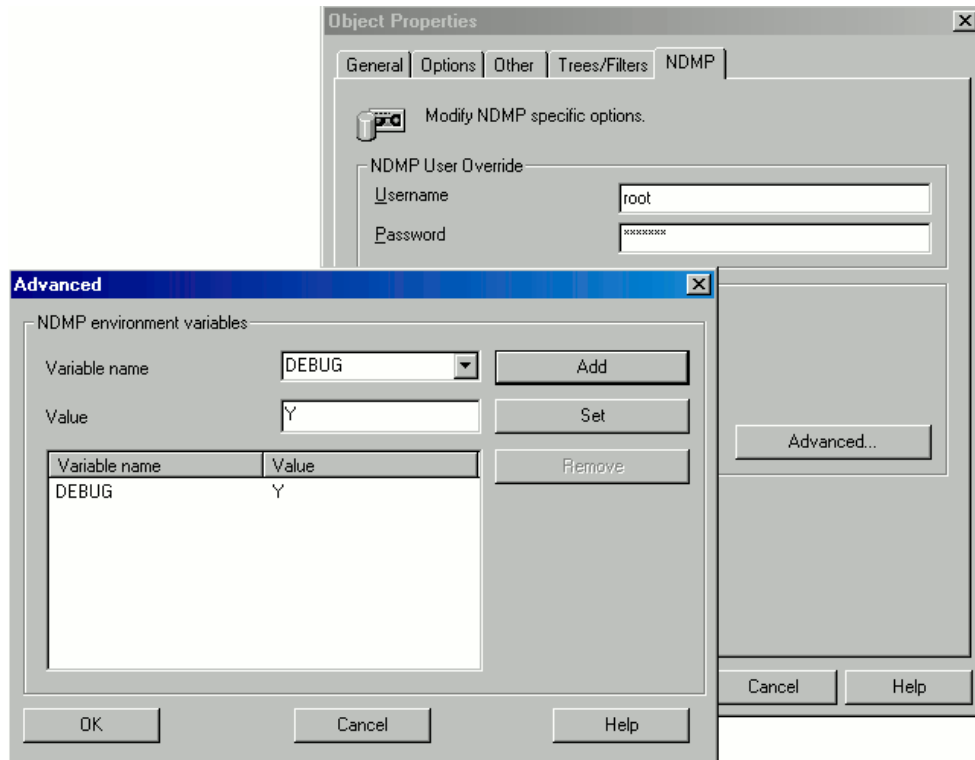 Object Properties
General Options Other Trees/Filters NDMP
Modify NDMP specific options.
NDMP User Override
Username root
Password *******
Advanced...
Cancel Help
Advanced
NDMP environment variables
Variable name DEBUG Add
Value Y Set
Variable name Value Remove
DEBUG Y
OK Cancel Help